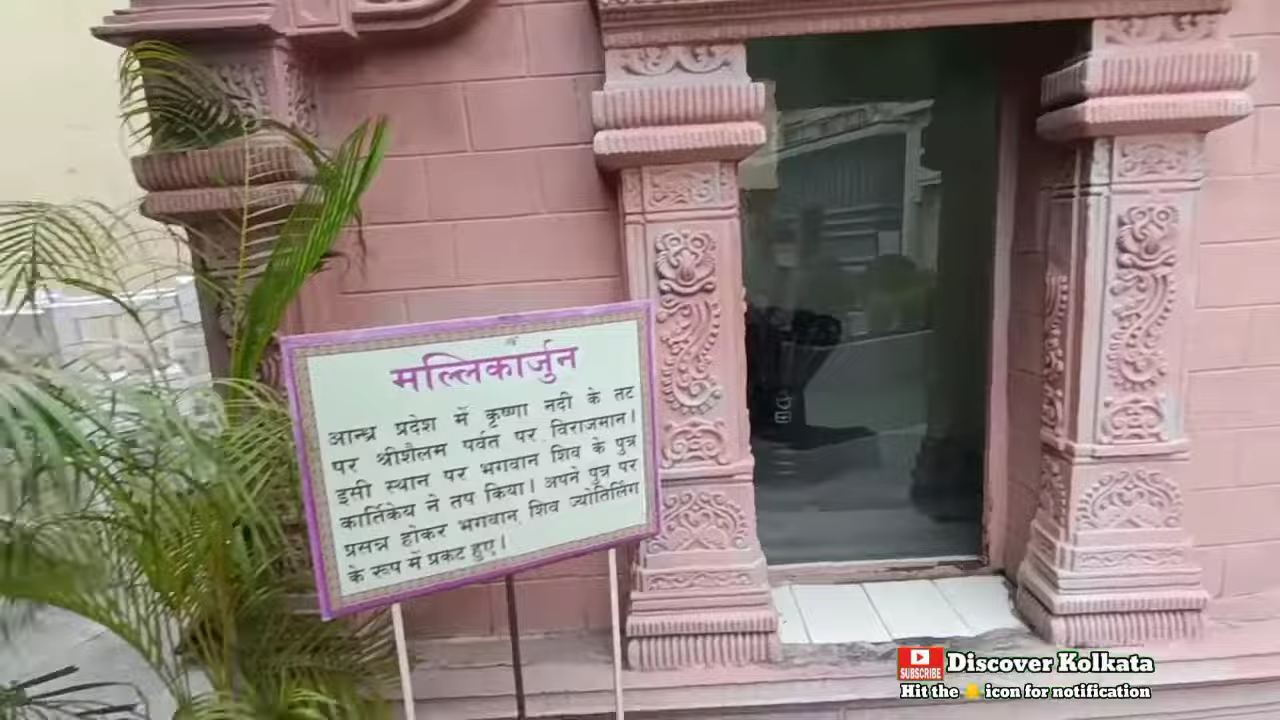 मल्लिकार्जुन
आन्ध्र प्रदेश में कृष्णा नदी के तट
पर श्रीशैलम पर्वत पर विराजमान।
इसी स्थान पर भगवान शिव के पुत्र
कार्तिकेय ने तप किया। अपने पुत्र पर
प्रसन्न होकर भगवान शिव ज्योतिर्लिंग
के रूप में प्रकट हुए।
SUBSCRIBE Discover Kolkata
Hit the icon for notification